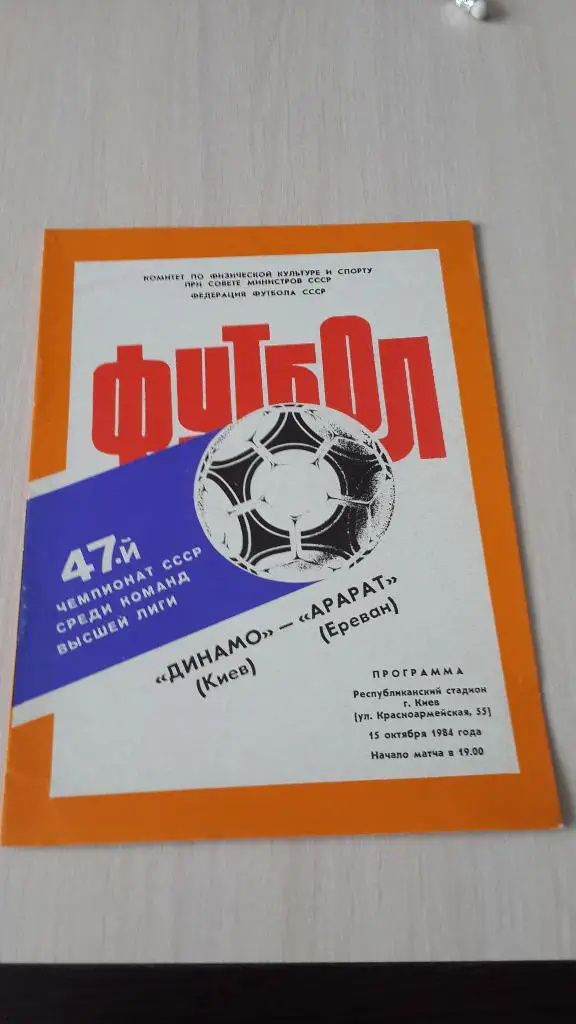 КОМИТЕТ ПО ФИЗИЧЕСКОЙ КУЛЬТУРЕ И СПОРТУ
ПРИ СОВЕТЕ МИНИСТРОВ СССР
ФЕДЕРАЦИЯ ФУТБОЛА СССР
ФУТБОЛ
47-й
ЧЕМПИОНАТ СССР
СРЕДИ КОМАНД
ВЫСШЕЙ ЛИГИ
«ДИНАМО» — «АРАРАТ»
(Киев) (Ереван)
ПРОГРАММА
Республиканский стадион
г. Киев
(ул. Красноармейская, 55)
15 октября 1984 года
Начало матча в 19.00